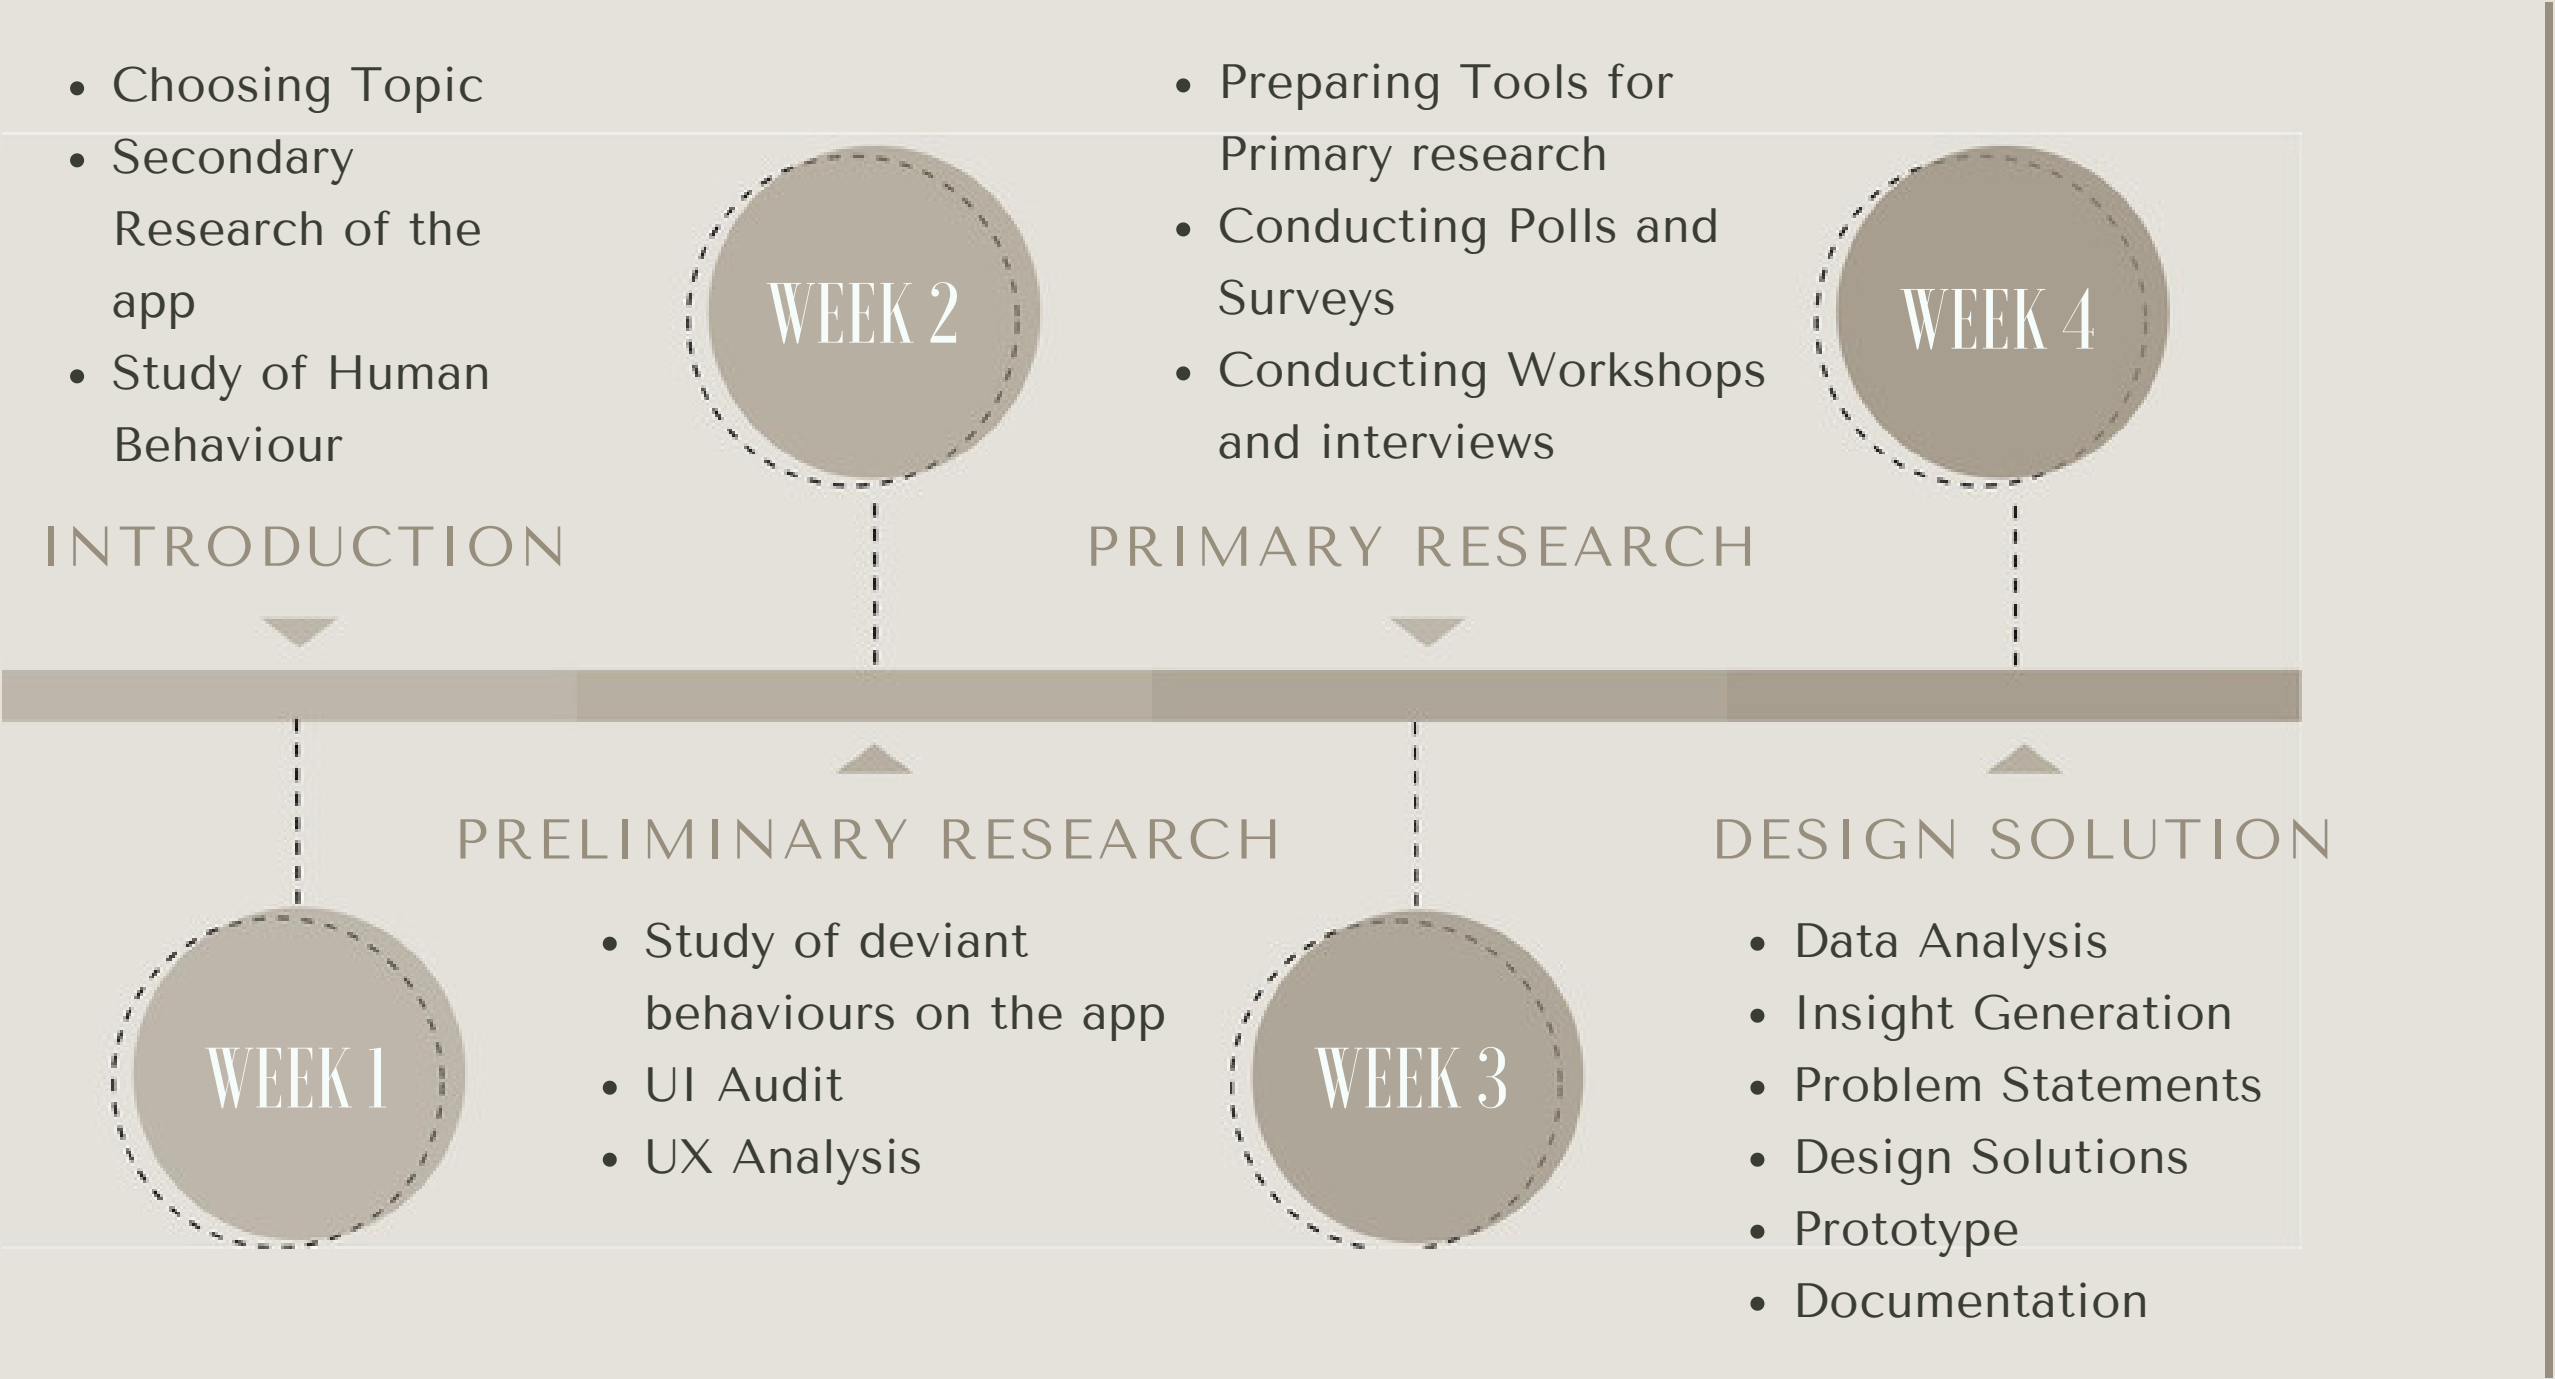 Choosing Topic
Secondary
Research of the
app
Study of Human
Behaviour
INTRODUCTION
WEEK 1
WEEK 2
PRELIMINARY RESEARCH
Study of deviant
behaviours on the app
UI Audit
UX Analysis
Preparing Tools for
Primary research
Conducting Polls and
Surveys
Conducting Workshops
and interviews
PRIMARY RESEARCH
WEEK 3
WEEK 4
DESIGN SOLUTION
Data Analysis
Insight Generation
Problem Statements
Design Solutions
Prototype
Documentation